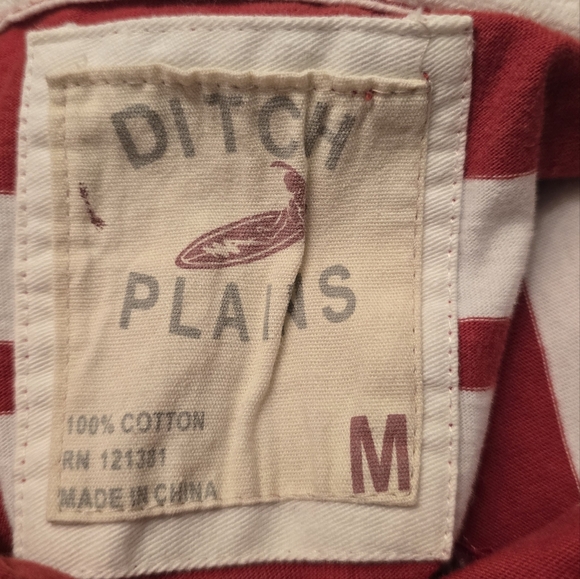 DITCH
PLAINS
100% COTTON
RN 121381
MADE IN CHINA
M